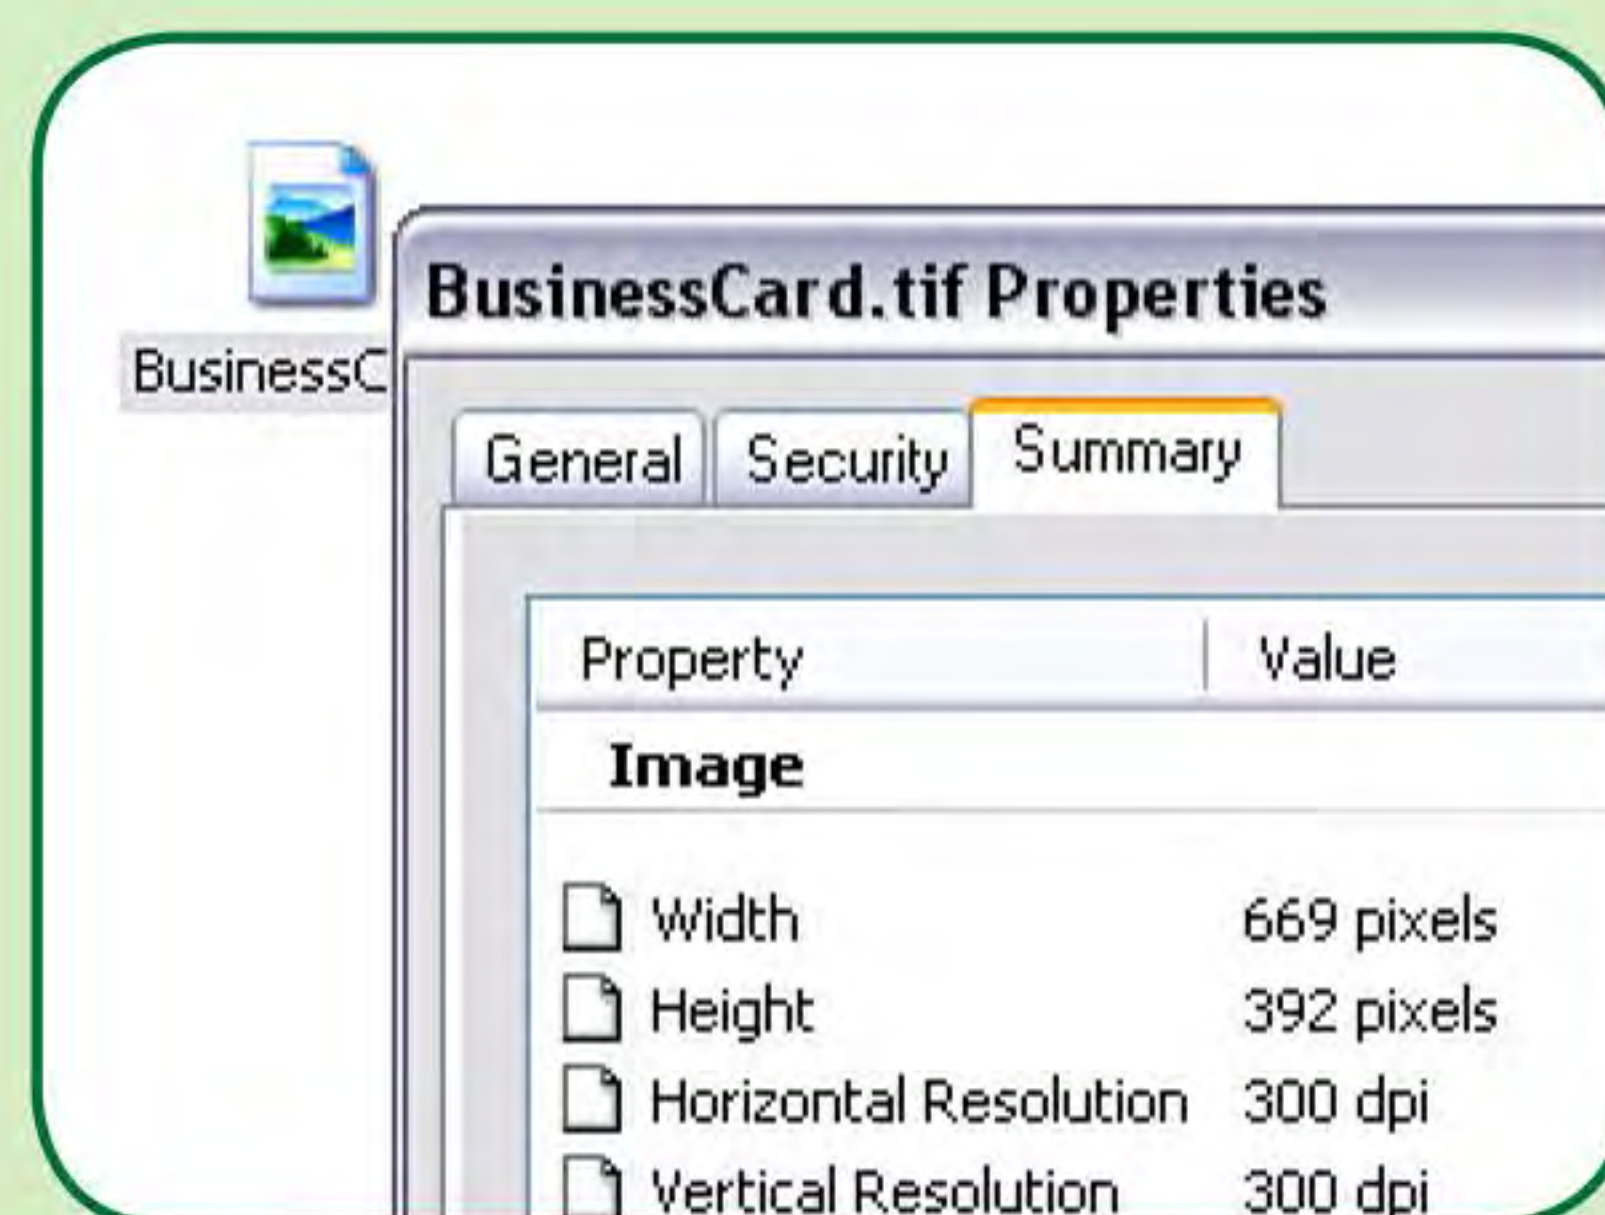 BusinessC
BusinessCard.tif Properties
General Security Summary
Property Value
Image
Width 669 pixels
Height 392 pixels
Horizontal Resolution 300 dpi
Vertical Resolution 300 dpi